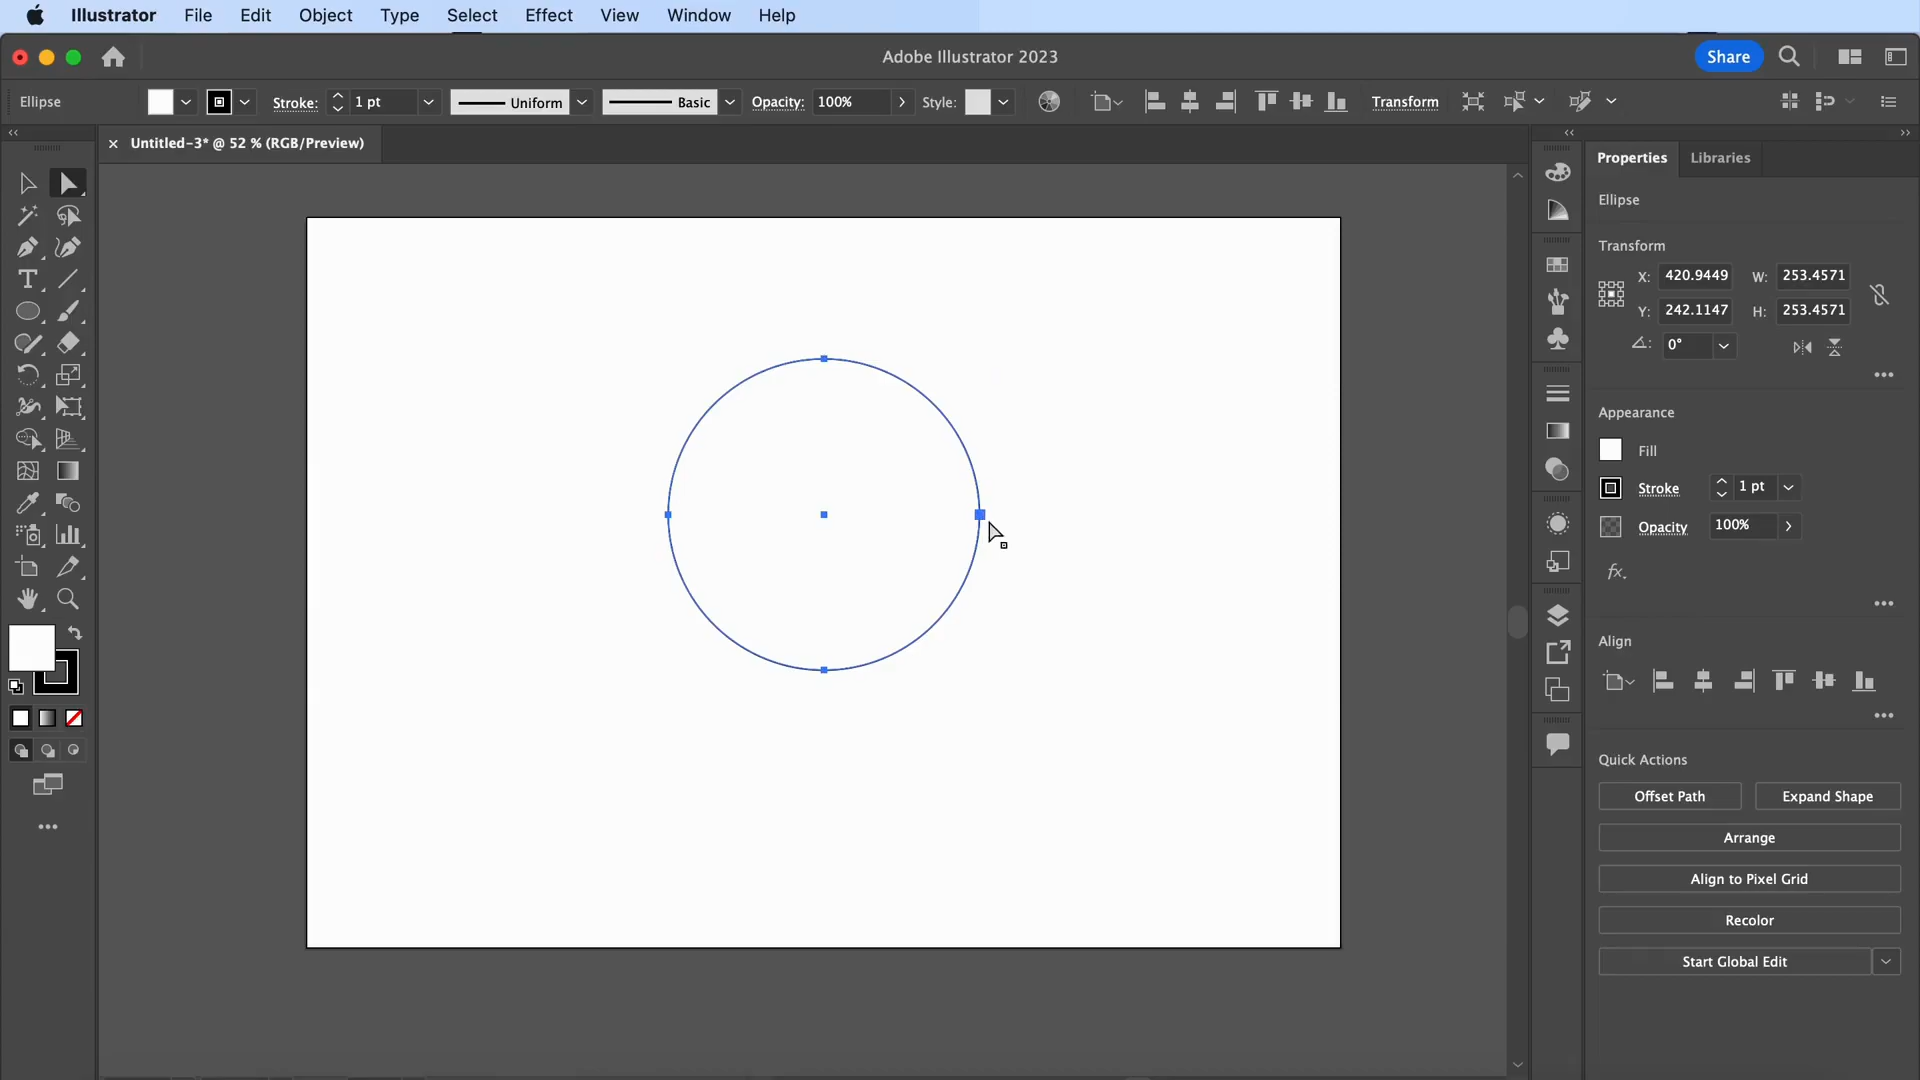 Illustrator File Edit Object Type Select Effect View Window Help
Adobe Illustrator 2023
Share
Ellipse Stroke: 1 pt Uniform Basic Opacity: 100% Style: Transform
Untitled-3* @ 52 % (RGB/Preview)
Properties Libraries
Ellipse
Transform
X: 420.9449 W: 253.4571
Y: 242.1147 H: 253.4571
0°
Appearance
Fill
Stroke 1 pt
Opacity 100%
fx.
Align
Quick Actions
Offset Path Expand Shape
Arrange
Align to Pixel Grid
Recolor
Start Global Edit